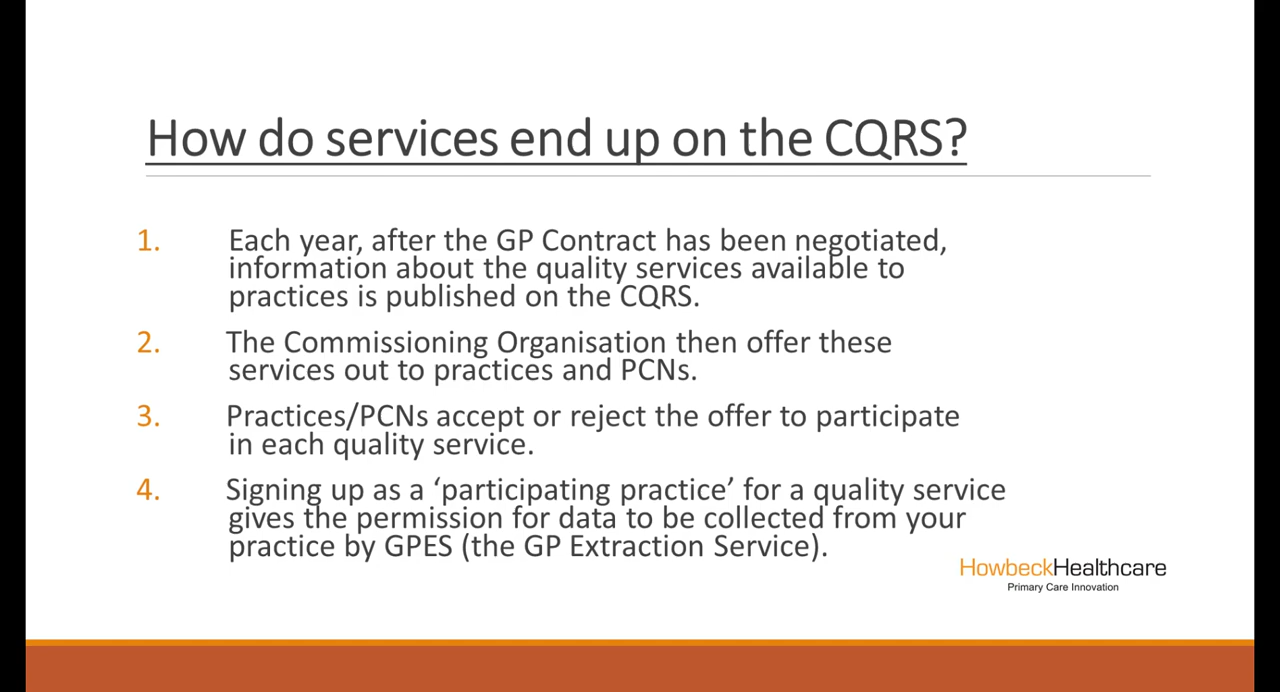 How do services end up on the CQRS?
1. Each year, after the GP Contract has been negotiated,
information about the quality services available to
practices is published on the CQRS.
2. The Commissioning Organisation then offer these
services out to practices and PCNs.
3. Practices/PCNs accept or reject the offer to participate
in each quality service.
4. Signing up as a ‘participating practice’ for a quality service
gives the permission for data to be collected from your
practice by GPES (the GP Extraction Service).
HowbeckHealthcare
Primary Care Innovation